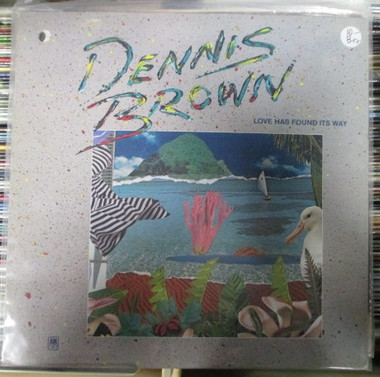 DENNIS
BROWN
LOVE HAS FOUND ITS WAY
A&M